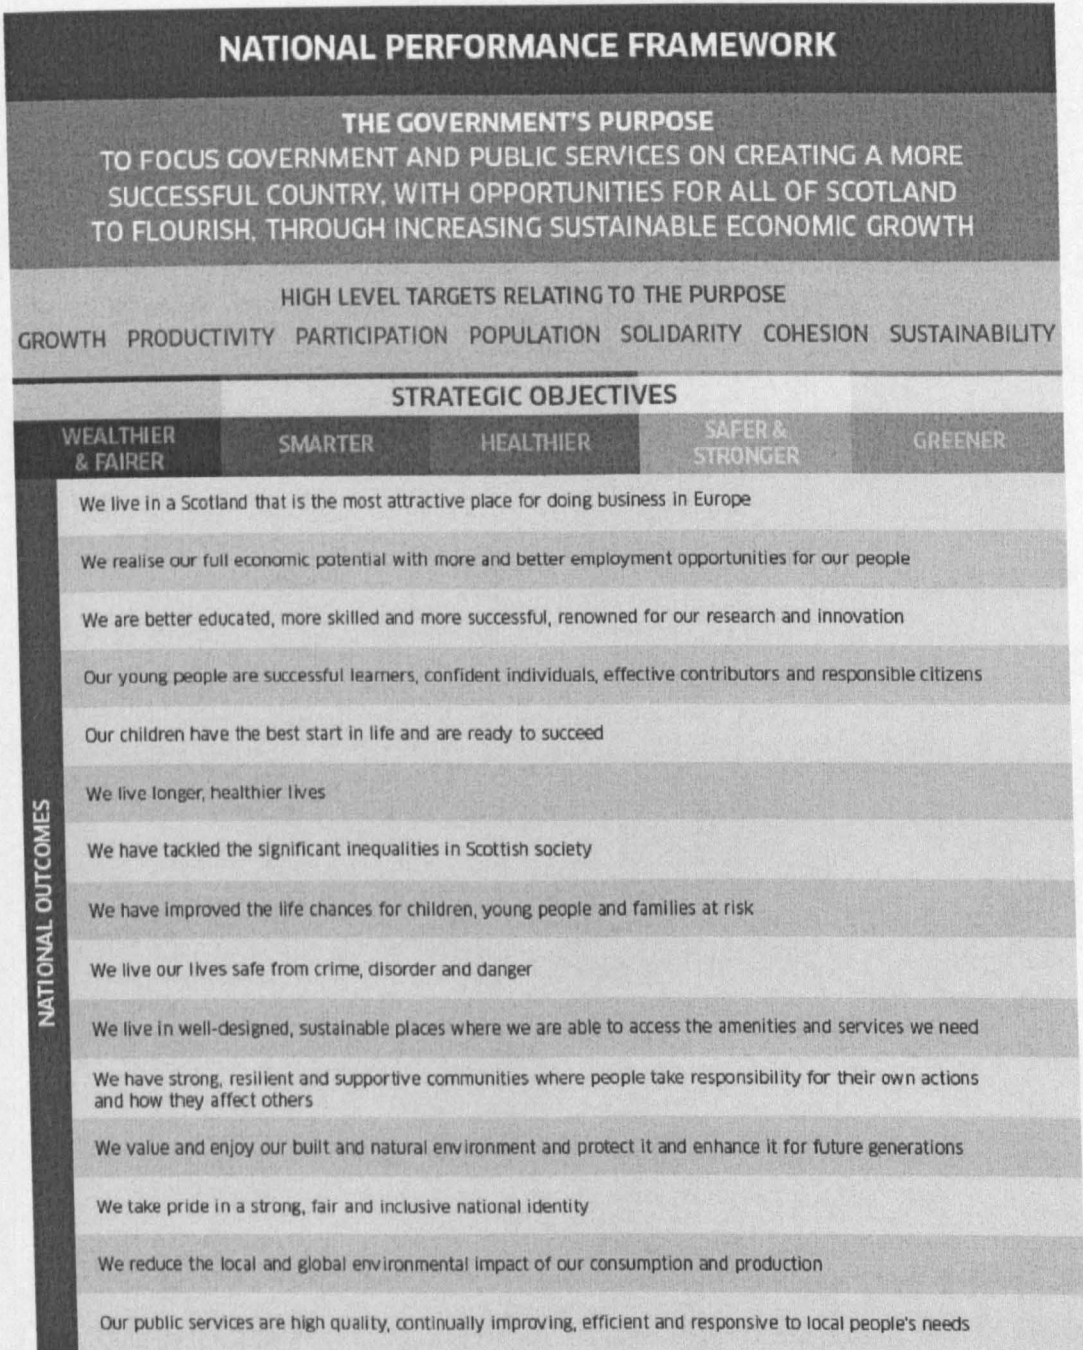 NATIONAL PERFORMANCE FRAMEWORK
THE GOVERNMENT'S PURPOSE
TO FOCUS GOVERNMENT AND PUBLIC SERVICES ON CREATING A MORE
SUCCESSFUL COUNTRY, WITH OPPORTUNITIES FOR ALL OF SCOTLAND
TO FLOURISH, THROUGH INCREASING SUSTAINABLE ECONOMIC GROWTH
HIGH LEVEL TARGETS RELATING TO THE PURPOSE
GROWTH PRODUCTIVITY PARTICIPATION POPULATION SOLIDARITY COHESION SUSTAINABILITY
STRATEGIC OBJECTIVES
WEALTHIER
& FAIRER
SMARTER
HEALTHIER
SAFER &
STRONGER
GREENER
NATIONAL OUTCOMES
We live in a Scotland that is the most attractive place for doing business in Europe
We realise our full economic potential with more and better employment opportunities for our people
We are better educated, more skilled and more successful, renowned for our research and innovation
Our young people are successful learners, confident individuals, effective contributors and responsible citizens
Our children have the best start in life and are ready to succeed
We live longer, healthier lives
We have tackled the significant inequalities in Scottish society
We have improved the life chances for children, young people and families at risk
We live our lives safe from crime, disorder and danger
We live in well-designed, sustainable places where we are able to access the amenities and services we need
We have strong, resilient and supportive communities where people take responsibility for their own actions
and how they affect others
We value and enjoy our built and natural environment and protect it and enhance it for future generations
We take pride in a strong, fair and inclusive national identity
We reduce the local and global environmental impact of our consumption and production
Our public services are high quality, continually improving, efficient and responsive to local people's needs